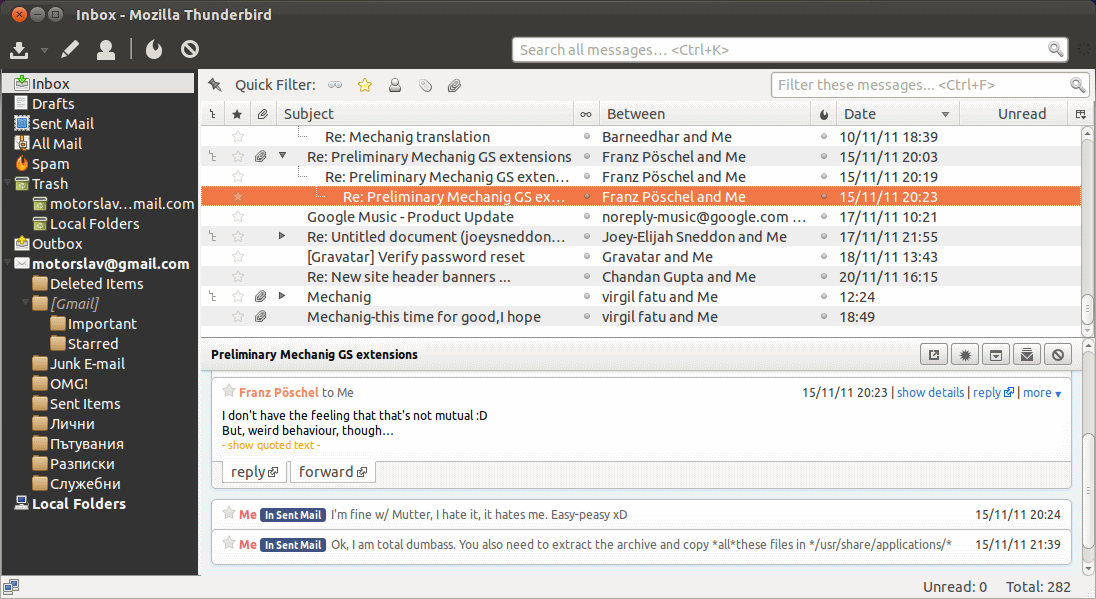 Inbox - Mozilla Thunderbird
Search all messages... <Ctrl+K>
Quick Filter:
Filter these messages... <Ctrl+F>
Subject Between Date Unread
Re: Mechanig translation Barneedhar and Me 10/11/11 18:39
Re: Preliminary Mechanig GS extensions Franz Pöschel and Me 15/11/11 20:03
Re: Preliminary Mechanig GS exten... Franz Pöschel and Me 15/11/11 20:19
Re: Preliminary Mechanig GS ex... Franz Pöschel and Me 15/11/11 20:23
Google Music - Product Update noreply-music@google.com ... 17/11/11 10:21
Re: Untitled document (joeysneddon... Joey-Elijah Sneddon and Me 17/11/11 21:55
[Gravatar] Verify password reset Gravatar and Me 18/11/11 13:43
Re: New site header banners ... Chandan Gupta and Me 20/11/11 16:15
Mechanig virgil fatu and Me 12:24
Mechanig-this time for good,I hope virgil fatu and Me 18:49
Inbox
Drafts
Sent Mail
All Mail
Spam
Trash
motorslav...mail.com
Local Folders
Outbox
motorslav@gmail.com
Deleted Items
[Gmail]
Important
Starred
Junk E-mail
OMG!
Sent Items
Лични
Пътувания
Разписки
Служебни
Local Folders
Preliminary Mechanig GS extensions
Franz Pöschel to Me 15/11/11 20:23 | show details | reply | more
I don't have the feeling that that's not mutual :D
But, weird behaviour, though...
- show quoted text -
reply forward
Me In Sent Mail I'm fine w/ Mutter, I hate it, it hates me. Easy-peasy xD 15/11/11 20:24
Me In Sent Mail Ok, I am total dumbass. You also need to extract the archive and copy *all*these files in */usr/share/applications/* 15/11/11 21:39
Unread: 0 Total: 282